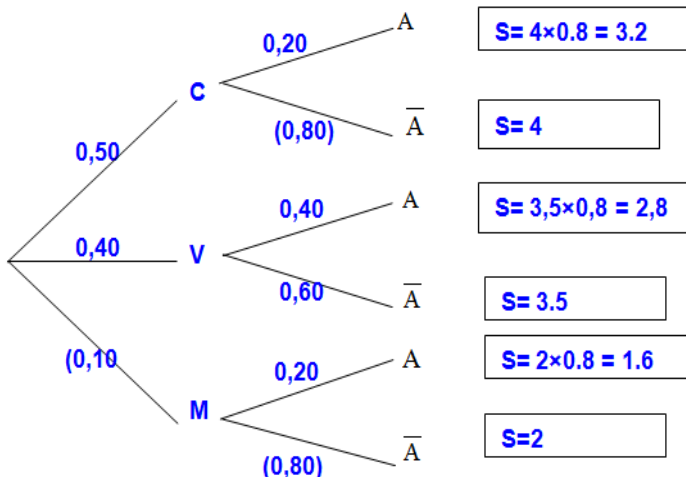 0,20 A S= 4×0.8 = 3.2
C
(0,80) A̅ S= 4
0,50
0,40 A S= 3,5×0,8 = 2,8
0,40 V
0,60 A̅ S= 3.5
(0,10
0,20 A S= 2×0.8 = 1.6
M
(0,80) A̅ S=2